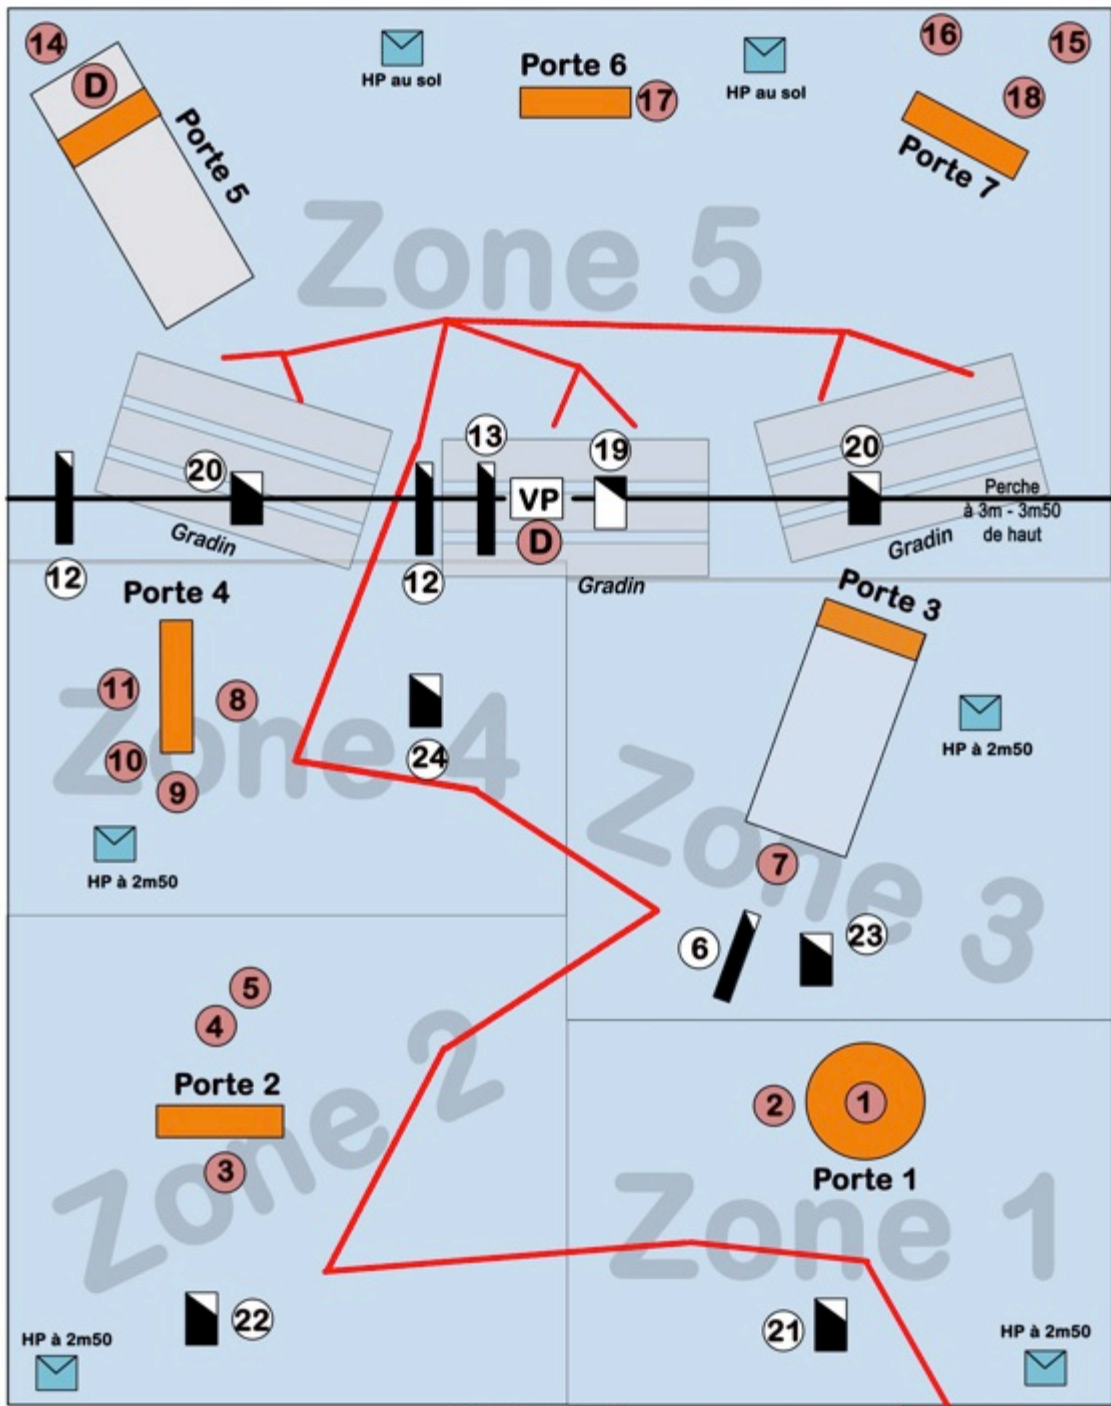 14
D
HP au sol
Porte 6
17
HP au sol
16
15
18
Porte 5
Porte 7
Zone 5
13
19
20
20
VP
D
Perche
à 3m - 3m50
de haut
Gradin
Gradin
Gradin
12
12
Porte 4
Porte 3
11
8
10
9
Zone 4
24
HP à 2m50
HP à 2m50
Zone 3
7
6
23
5
4
Porte 2
3
Zone 2
2
1
Porte 1
Zone 1
22
21
HP à 2m50
HP à 2m50